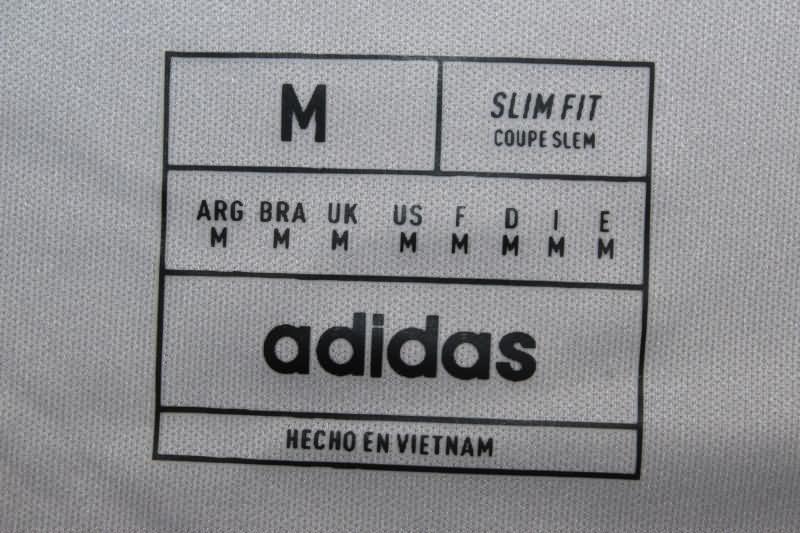 M
SLIM FIT
COUPE SLEM
ARG BRA UK US F D I E
M M M M M M M M
adidas
HECHO EN VIETNAM